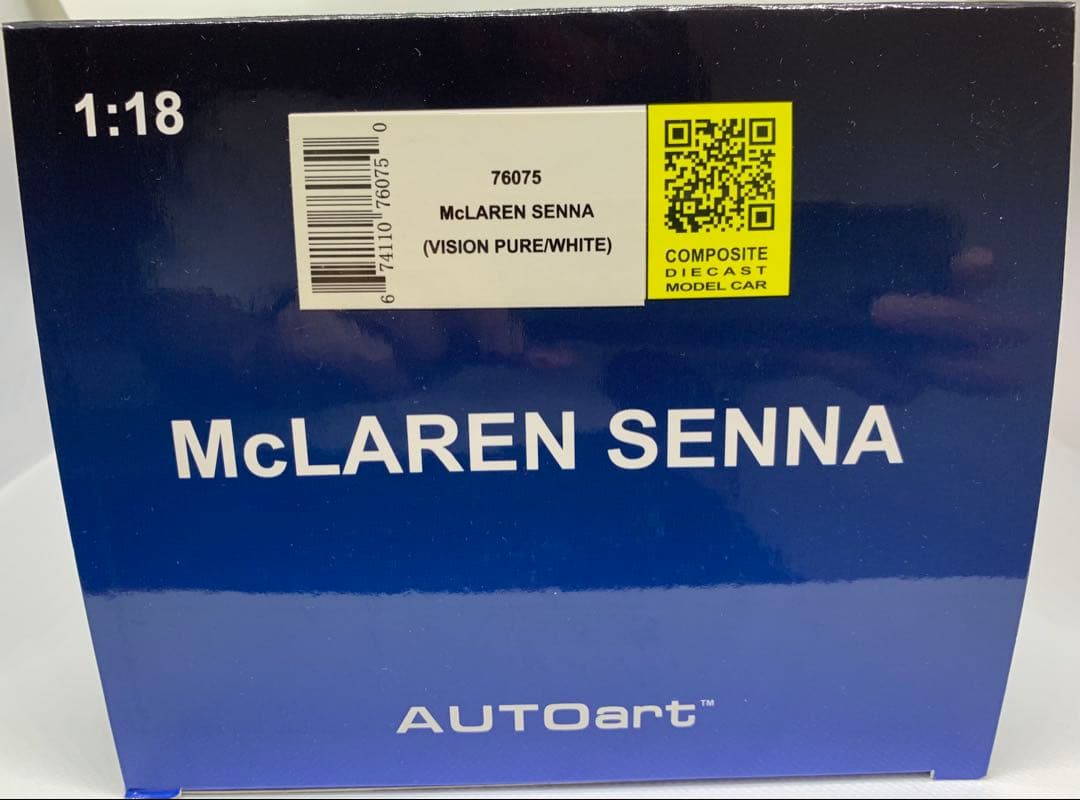 1:18
6 74110 76075 0
76075
McLAREN SENNA
(VISION PURE/WHITE)
COMPOSITE
DIECAST
MODEL CAR
McLAREN SENNA
AUTOart™